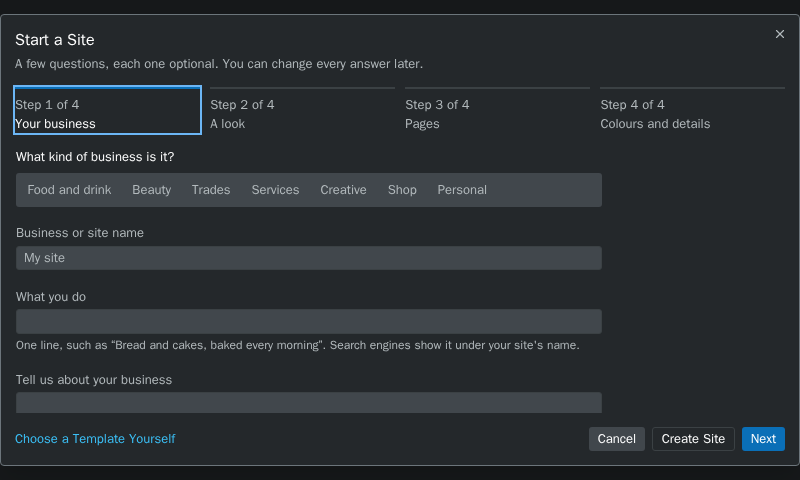 Start a Site
A few questions, each one optional. You can change every answer later.
Step 1 of 4
Your business
Step 2 of 4
A look
Step 3 of 4
Pages
Step 4 of 4
Colours and details
What kind of business is it?
Food and drink Beauty Trades Services Creative Shop Personal
Business or site name
My site
What you do
One line, such as “Bread and cakes, baked every morning”. Search engines show it under your site's name.
Tell us about your business
Choose a Template Yourself
Cancel
Create Site
Next